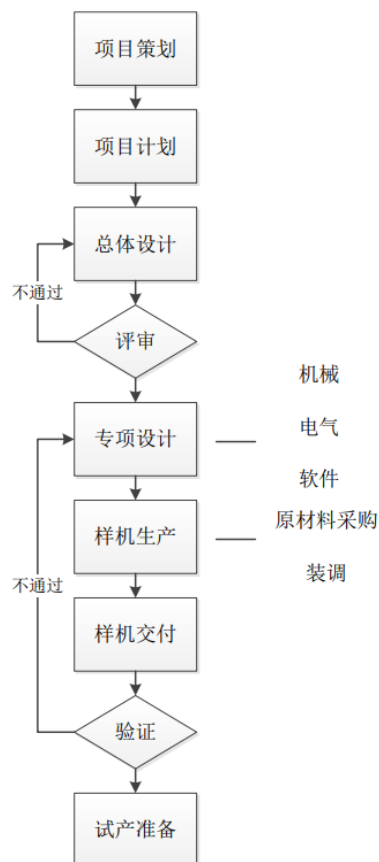 项目策划
项目计划
总体设计
不通过
评审
机械
专项设计
电气
软件
样机生产
原材料采购
装调
不通过
样机交付
验证
试产准备